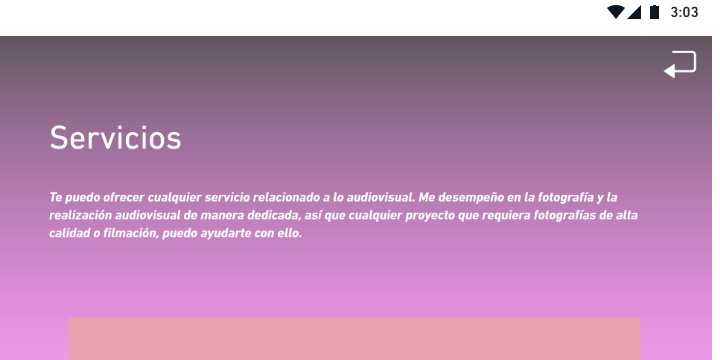 3:03
Servicios
Te puedo ofrecer cualquier servicio relacionado a lo audiovisual. Me desempeño en la fotografía y la
realización audiovisual de manera dedicada, así que cualquier proyecto que requiera fotografías de alta
calidad o filmación, puedo ayudarte con ello.